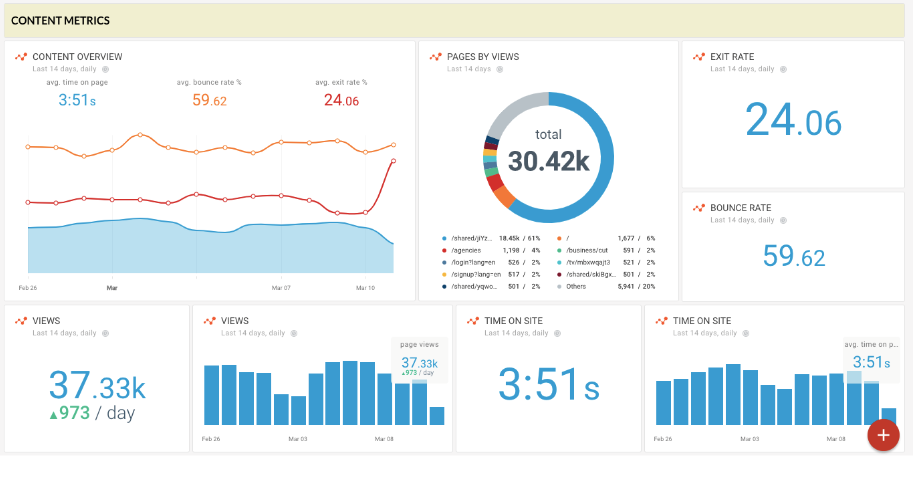 CONTENT METRICS
CONTENT OVERVIEW
Last 14 days, daily
avg. time on page
3:51s
avg. bounce rate %
59.62
avg. exit rate %
24.06
Feb 26
Mar
Mar 07
Mar 10
PAGES BY VIEWS
Last 14 days
total
30.42k
/shared/jIYz... 18.45k / 61%
/ 1,677 / 6%
/agencies 1,198 / 4%
/business/cut 591 / 2%
/login?lang=en 526 / 2%
/tv/mbxwqajt3 521 / 2%
/signup?lang=en 517 / 2%
/shared/skiBgx... 501 / 2%
/shared/yqwo... 501 / 2%
Others 5,941 / 20%
EXIT RATE
Last 14 days, daily
24.06
BOUNCE RATE
Last 14 days, daily
59.62
VIEWS
Last 14 days, daily
37.33k
▲973 / day
VIEWS
Last 14 days, daily
page views
37.33k
▲973 / day
Feb 26
Mar 03
Mar 08
TIME ON SITE
Last 14 days, daily
3:51s
TIME ON SITE
Last 14 days, daily
avg. time on p...
3:51s
Feb 26
Mar 03
Mar 08
+